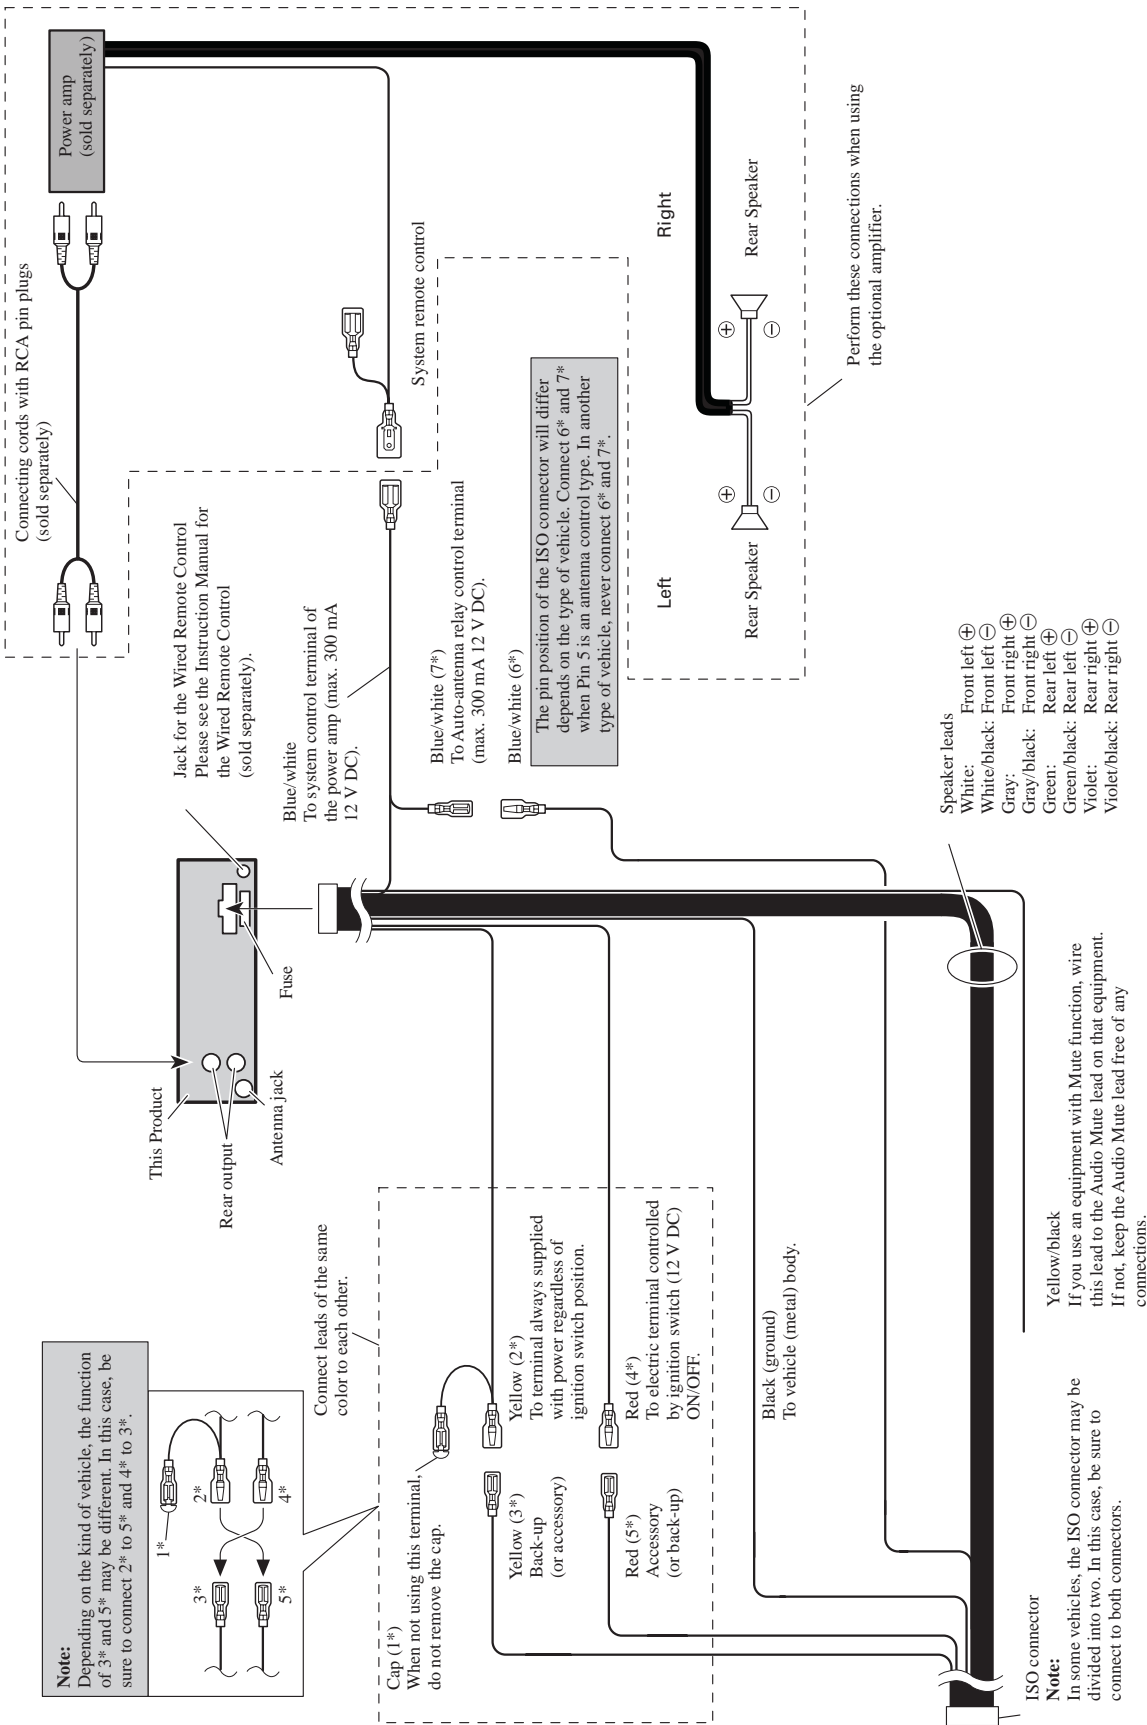 Note:
Depending on the kind of vehicle, the function
of 3* and 5* may be different. In this case, be
sure to connect 2* to 5* and 4* to 3*.
1*
2*
3*
4*
5*
Connect leads of the same
color to each other.
Cap (1*)
When not using this terminal,
do not remove the cap.
Yellow (3*)
Back-up
(or accessory)
Yellow (2*)
To terminal always supplied
with power regardless of
ignition switch position.
Red (5*)
Accessory
(or back-up)
Red (4*)
To electric terminal controlled
by ignition switch (12 V DC)
ON/OFF.
Black (ground)
To vehicle (metal) body.
ISO connector
Note:
In some vehicles, the ISO connector may be
divided into two. In this case, be sure to
connect to both connectors.
This Product
Rear output
Antenna jack
Fuse
Jack for the Wired Remote Control
Please see the Instruction Manual for
the Wired Remote Control
(sold separately).
Blue/white
To system control terminal of
the power amp (max. 300 mA
12 V DC).
Blue/white (7*)
To Auto-antenna relay control terminal
(max. 300 mA 12 V DC).
Blue/white (6*)
The pin position of the ISO connector will differ
depends on the type of vehicle. Connect 6* and 7*
when Pin 5 is an antenna control type. In another
type of vehicle, never connect 6* and 7*.
Yellow/black
If you use an equipment with Mute function, wire
this lead to the Audio Mute lead on that equipment.
If not, keep the Audio Mute lead free of any
connections.
Speaker leads
White: Front left ⊕
White/black: Front left ⊖
Gray: Front right ⊕
Gray/black: Front right ⊖
Green: Rear left ⊕
Green/black: Rear left ⊖
Violet: Rear right ⊕
Violet/black: Rear right ⊖
Connecting cords with RCA pin plugs
(sold separately)
Power amp
(sold separately)
System remote control
Left
Right
⊕
⊕
⊖
⊖
Rear Speaker
Rear Speaker
Perform these connections when using
the optional amplifier.